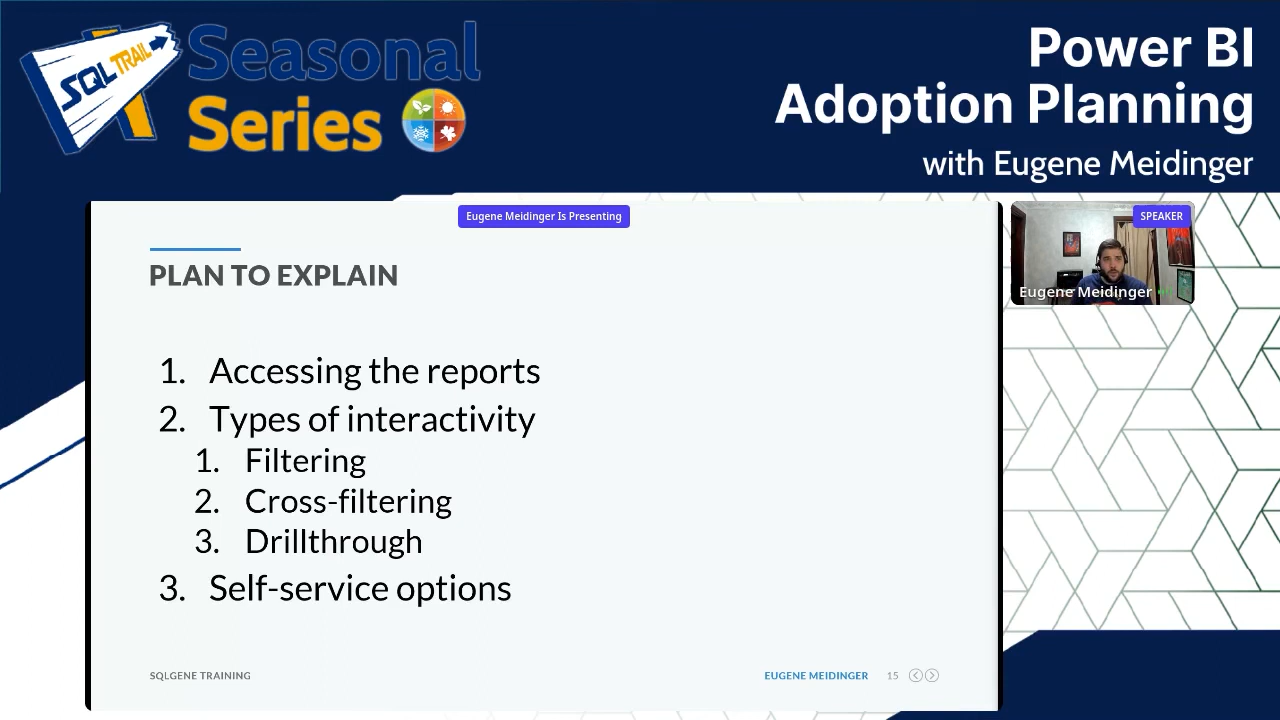 SQL TRAIL
Seasonal
Series
Power BI
Adoption Planning
with Eugene Meidinger
Eugene Meidinger Is Presenting
SPEAKER
Eugene Meidinger
PLAN TO EXPLAIN
1. Accessing the reports
2. Types of interactivity
1. Filtering
2. Cross-filtering
3. Drillthrough
3. Self-service options
SQLGENE TRAINING
EUGENE MEIDINGER
15